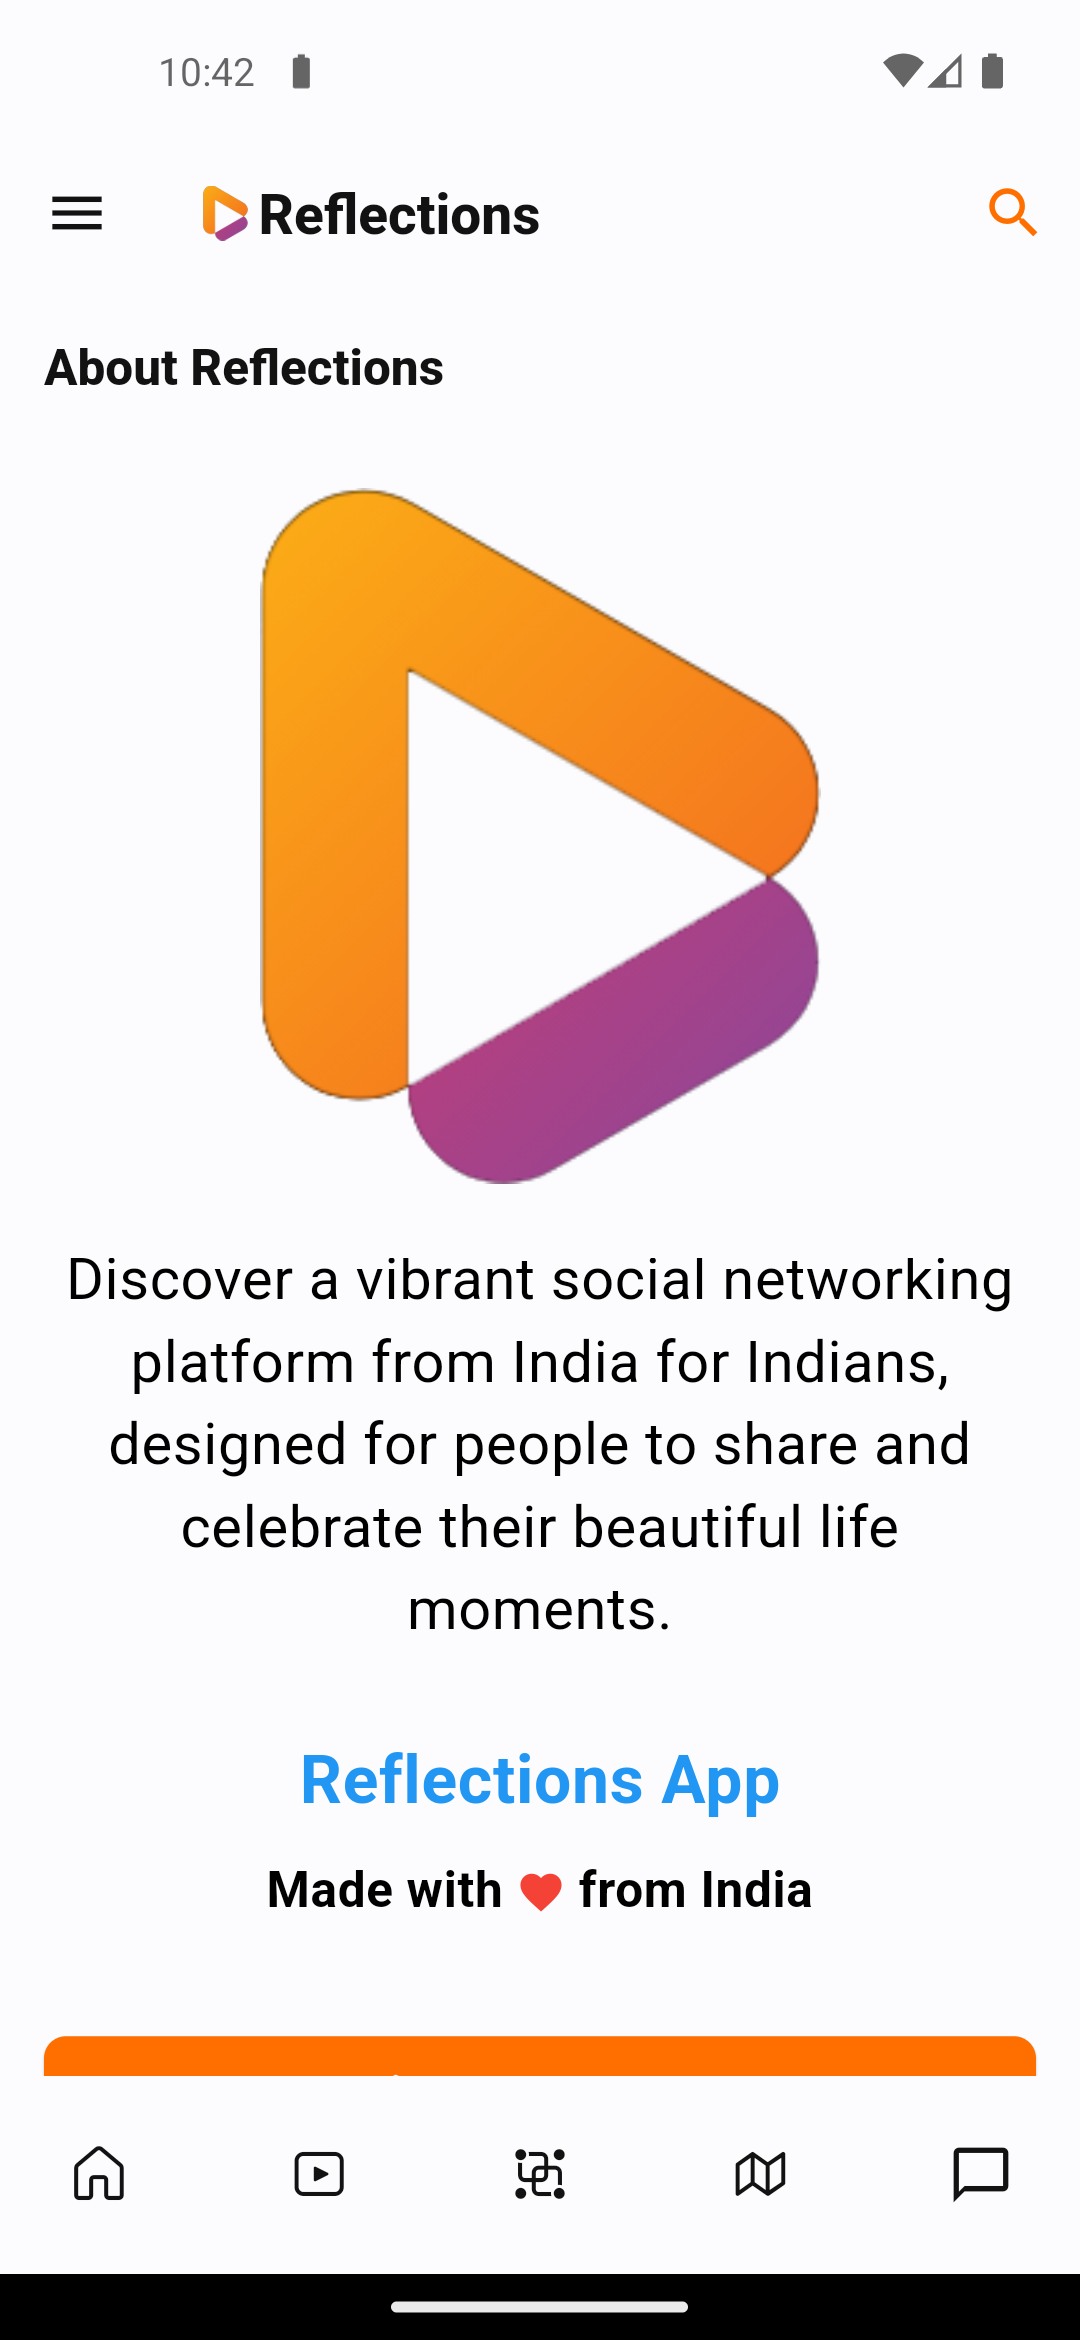 10:42
Reflections
About Reflections
Discover a vibrant social networking
platform from India for Indians,
designed for people to share and
celebrate their beautiful life
moments.
Reflections App
Made with ❤ from India